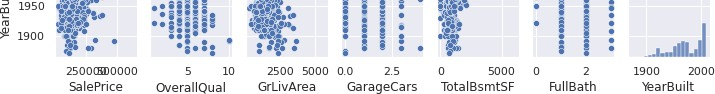 1950
1900
YearBu
250000 500000 5 10 2500 5000 0.0 2.5 0 5000 0 2 1900 2000
SalePrice OverallQual GrLivArea GarageCars TotalBsmtSF FullBath YearBuilt